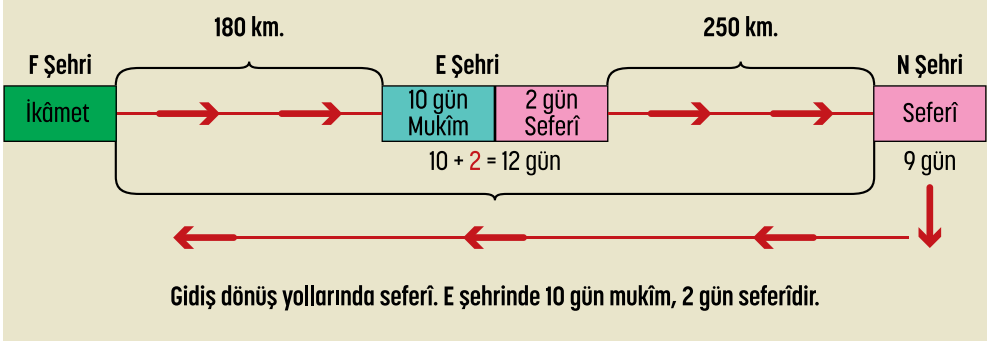 180 km.
250 km.
F Şehri
E Şehri
N Şehri
İkâmet
10 gün
Mukîm
2 gün
Seferî
Seferî
10 + 2 = 12 gün
9 gün
Gidiş dönüş yollarında seferî. E şehrinde 10 gün mukîm, 2 gün seferîdir.